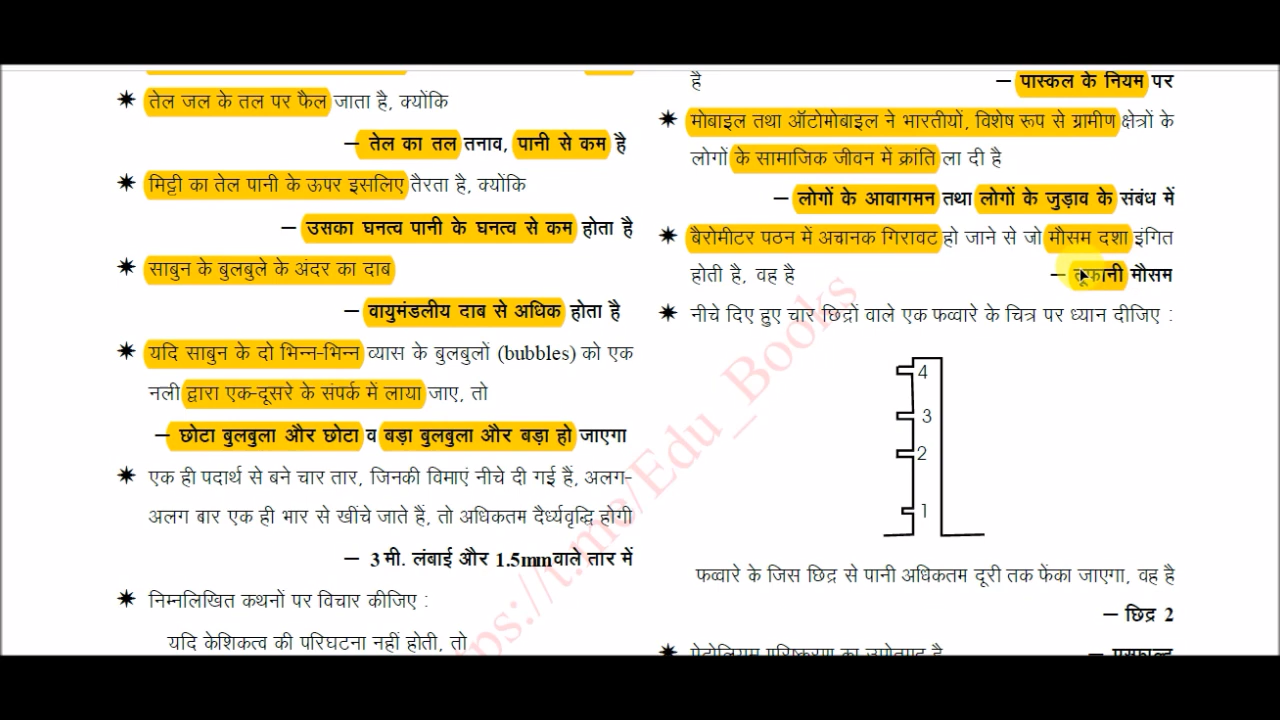 ✷ तेल जल के तल पर फैल जाता है, क्योंकि
– तेल का तल तनाव, पानी से कम है
✷ मिट्टी का तेल पानी के ऊपर इसलिए तैरता है, क्योंकि
– उसका घनत्व पानी के घनत्व से कम होता है
✷ साबुन के बुलबुले के अंदर का दाब
– वायुमंडलीय दाब से अधिक होता है
✷ यदि साबुन के दो भिन्न-भिन्न व्यास के बुलबुलों (bubbles) को एक
नली द्वारा एक-दूसरे के संपर्क में लाया जाए, तो
– छोटा बुलबुला और छोटा व बड़ा बुलबुला और बड़ा हो जाएगा
✷ एक ही पदार्थ से बने चार तार, जिनकी विमाएं नीचे दी गई हैं, अलग-
अलग बार एक ही भार से खींचे जाते हैं, तो अधिकतम दैर्ध्यवृद्धि होगी
– 3 मी. लंबाई और 1.5mm वाले तार में
✷ निम्नलिखित कथनों पर विचार कीजिए :
यदि केशिकत्व की परिघटना नहीं होती, तो
है – पास्कल के नियम पर
✷ मोबाइल तथा ऑटोमोबाइल ने भारतीयों, विशेष रूप से ग्रामीण क्षेत्रों के
लोगों के सामाजिक जीवन में क्रांति ला दी है
– लोगों के आवागमन तथा लोगों के जुड़ाव के संबंध में
✷ बैरोमीटर पठन में अचानक गिरावट हो जाने से जो मौसम दशा इंगित
होती है, वह है – तूफानी मौसम
✷ नीचे दिए हुए चार छिद्रों वाले एक फव्वारे के चित्र पर ध्यान दीजिए :
4
3
2
1
फव्वारे के जिस छिद्र से पानी अधिकतम दूरी तक फेंका जाएगा, वह है
– छिद्र 2
ttps://t.me/Edu_Books